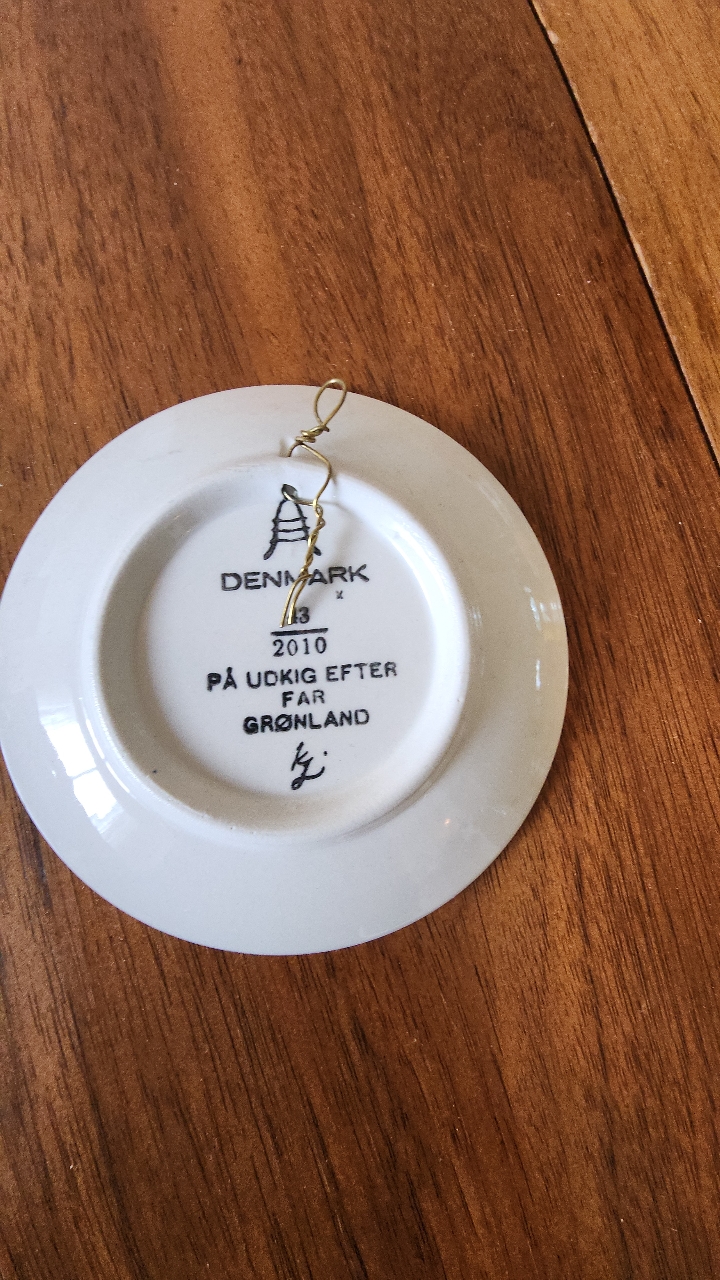 DENMARK
x
2010
PÅ UDKIG EFTER
FAR
GRØNLAND